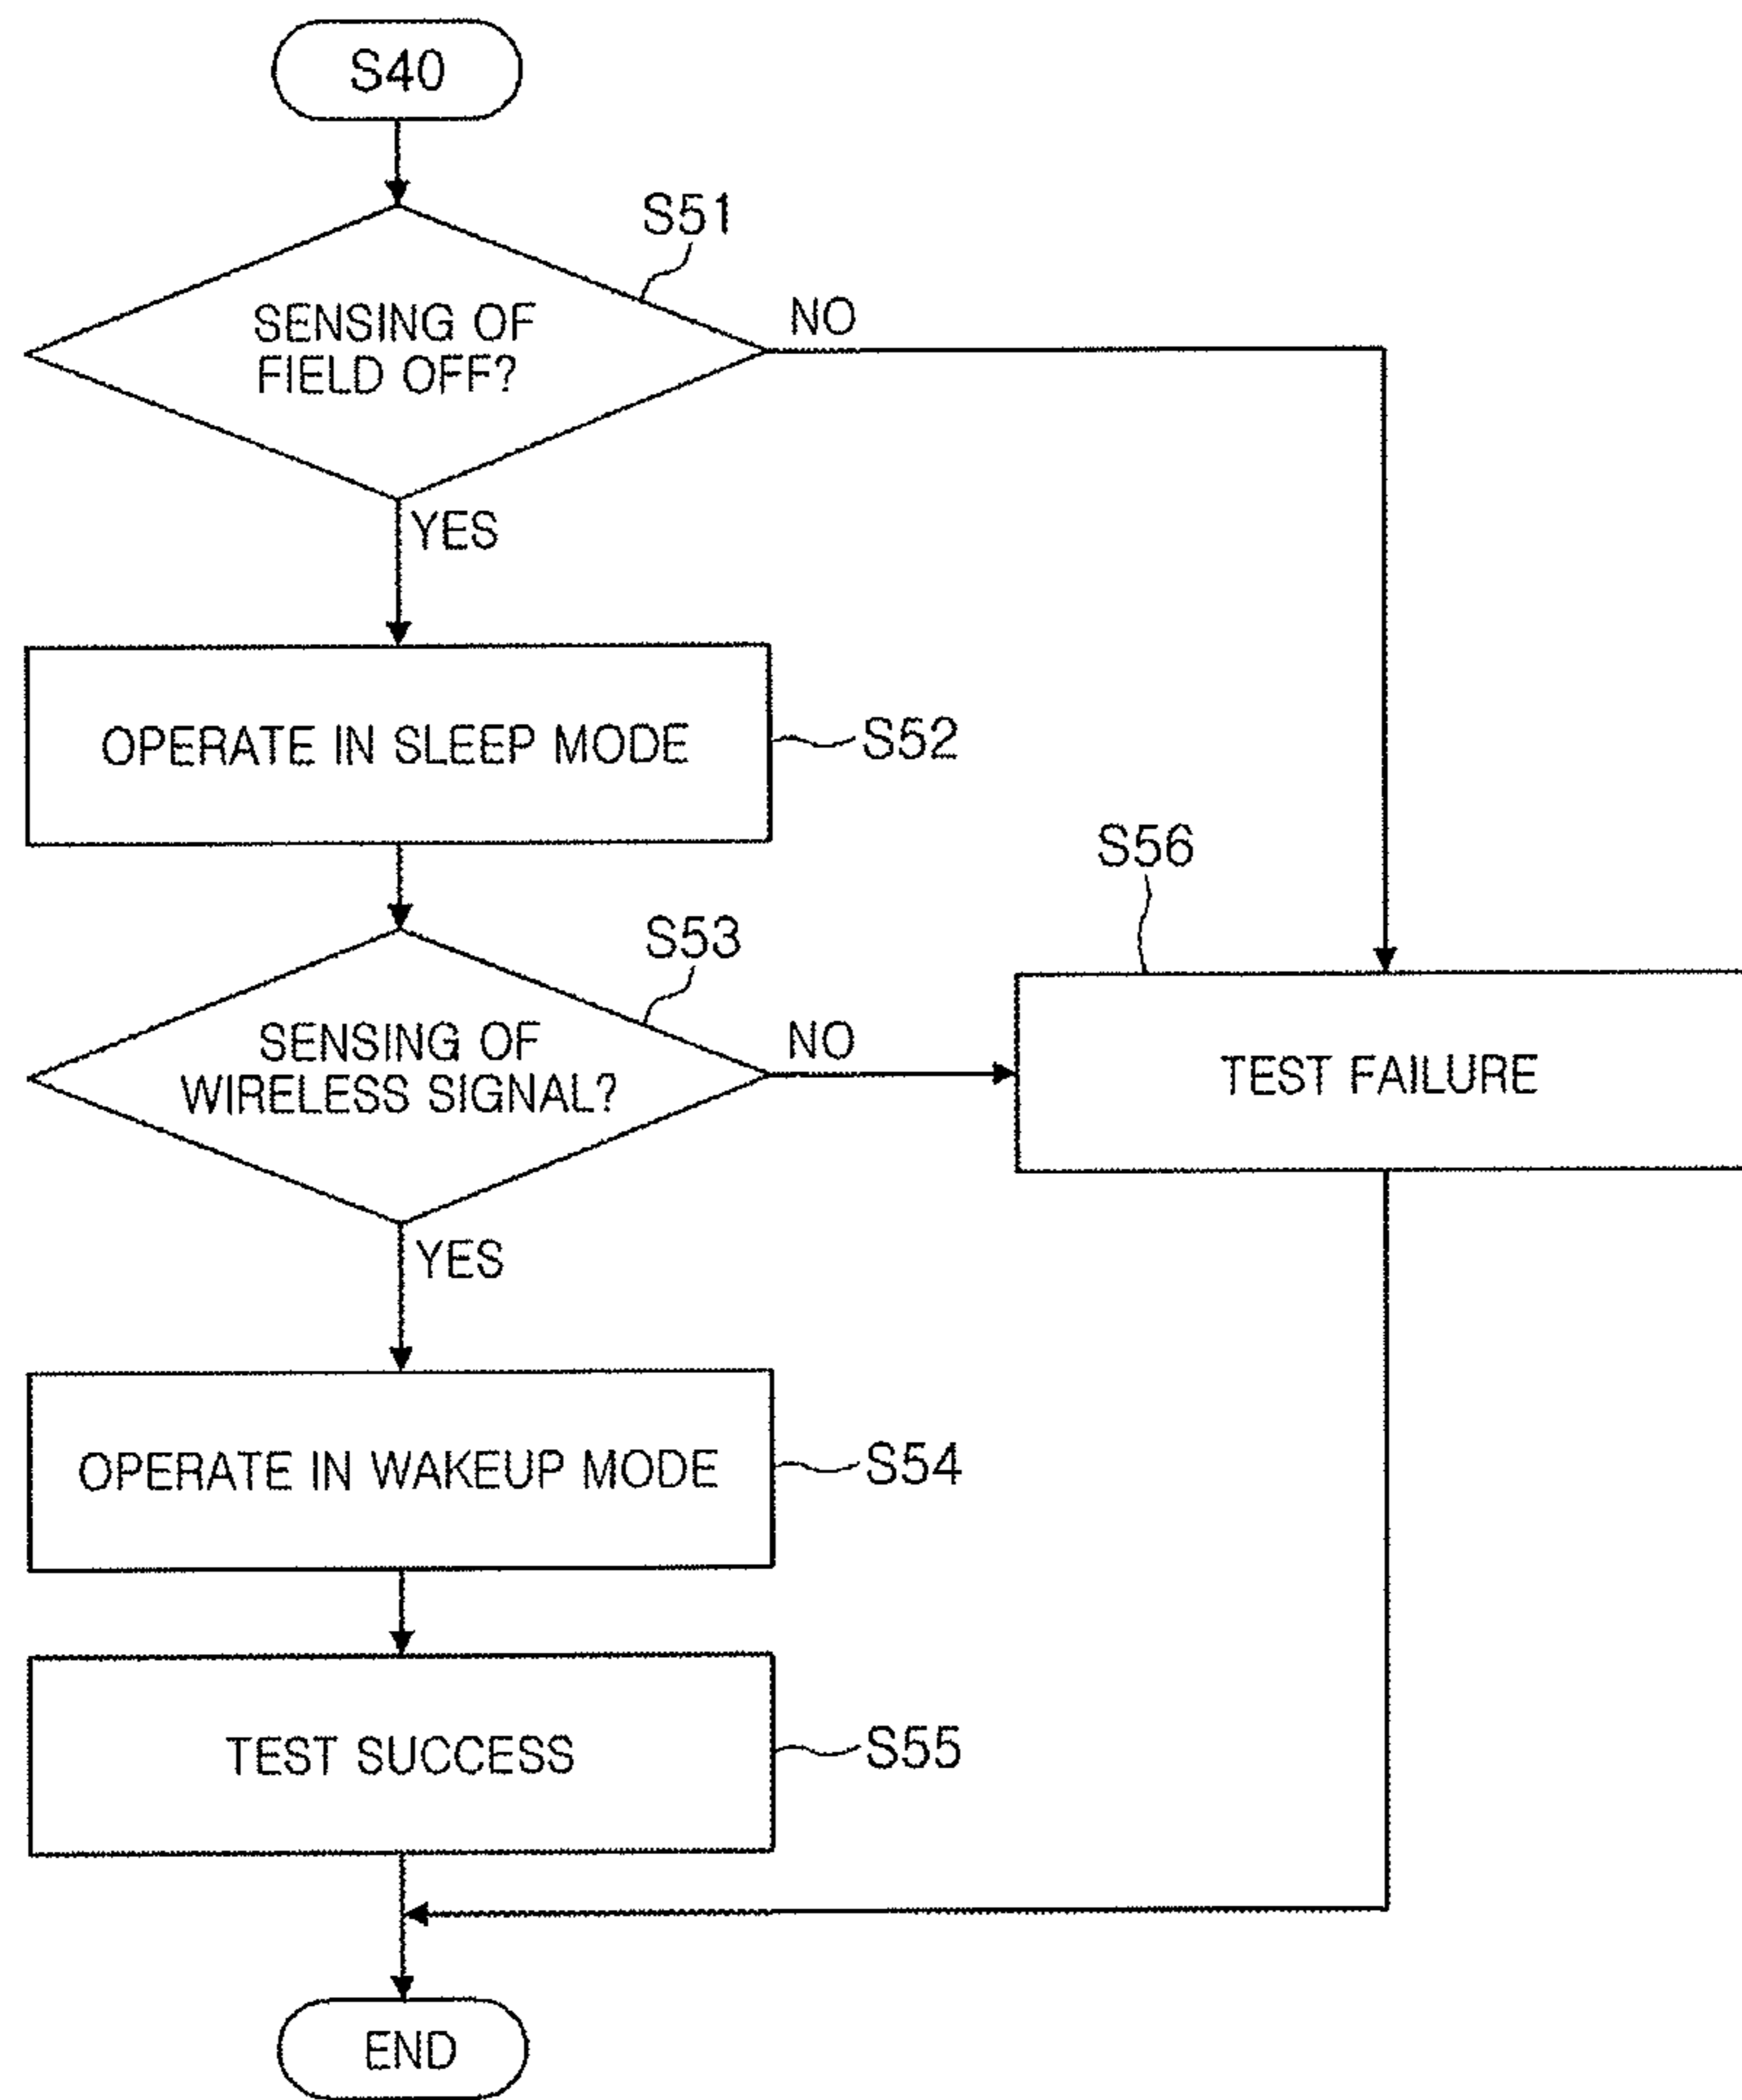 S40
S51
SENSING OF
FIELD OFF?
NO
YES
OPERATE IN SLEEP MODE
S52
S56
S53
SENSING OF
WIRELESS SIGNAL?
NO
TEST FAILURE
YES
OPERATE IN WAKEUP MODE
S54
TEST SUCCESS
S55
END